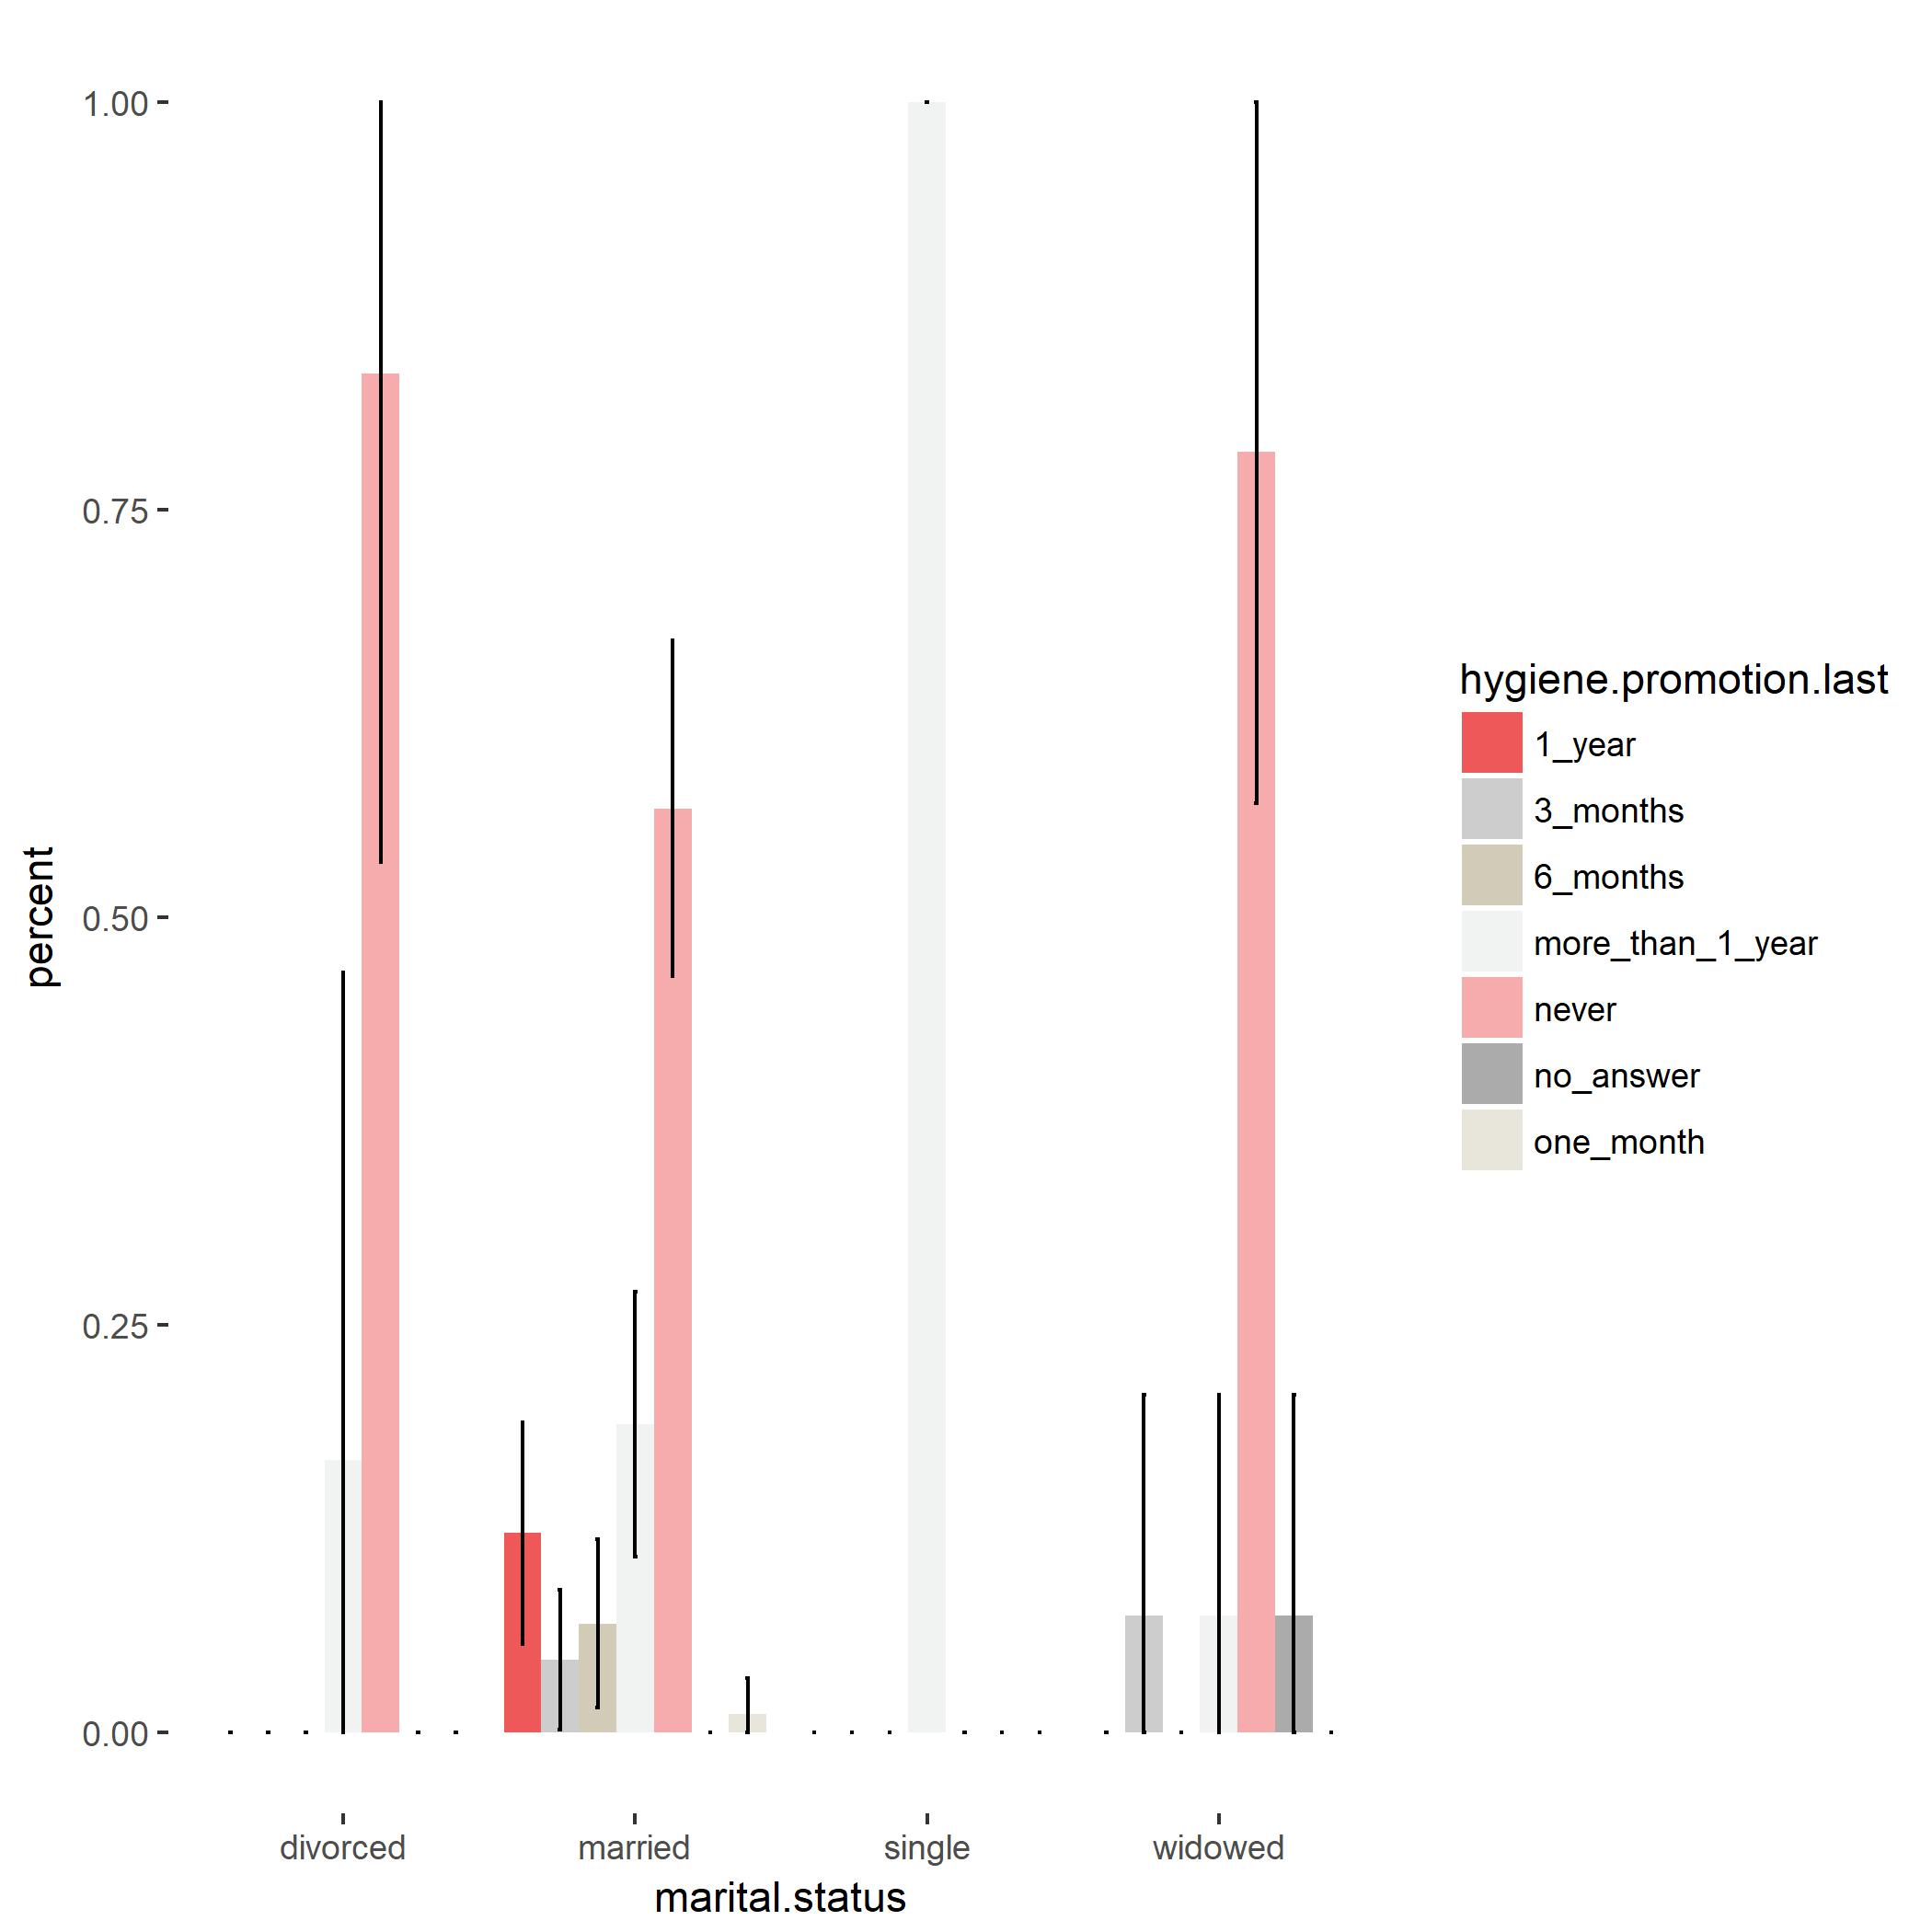 1.00
0.75
0.50
0.25
0.00
percent
divorced married single widowed
marital.status
hygiene.promotion.last
1_year
3_months
6_months
more_than_1_year
never
no_answer
one_month